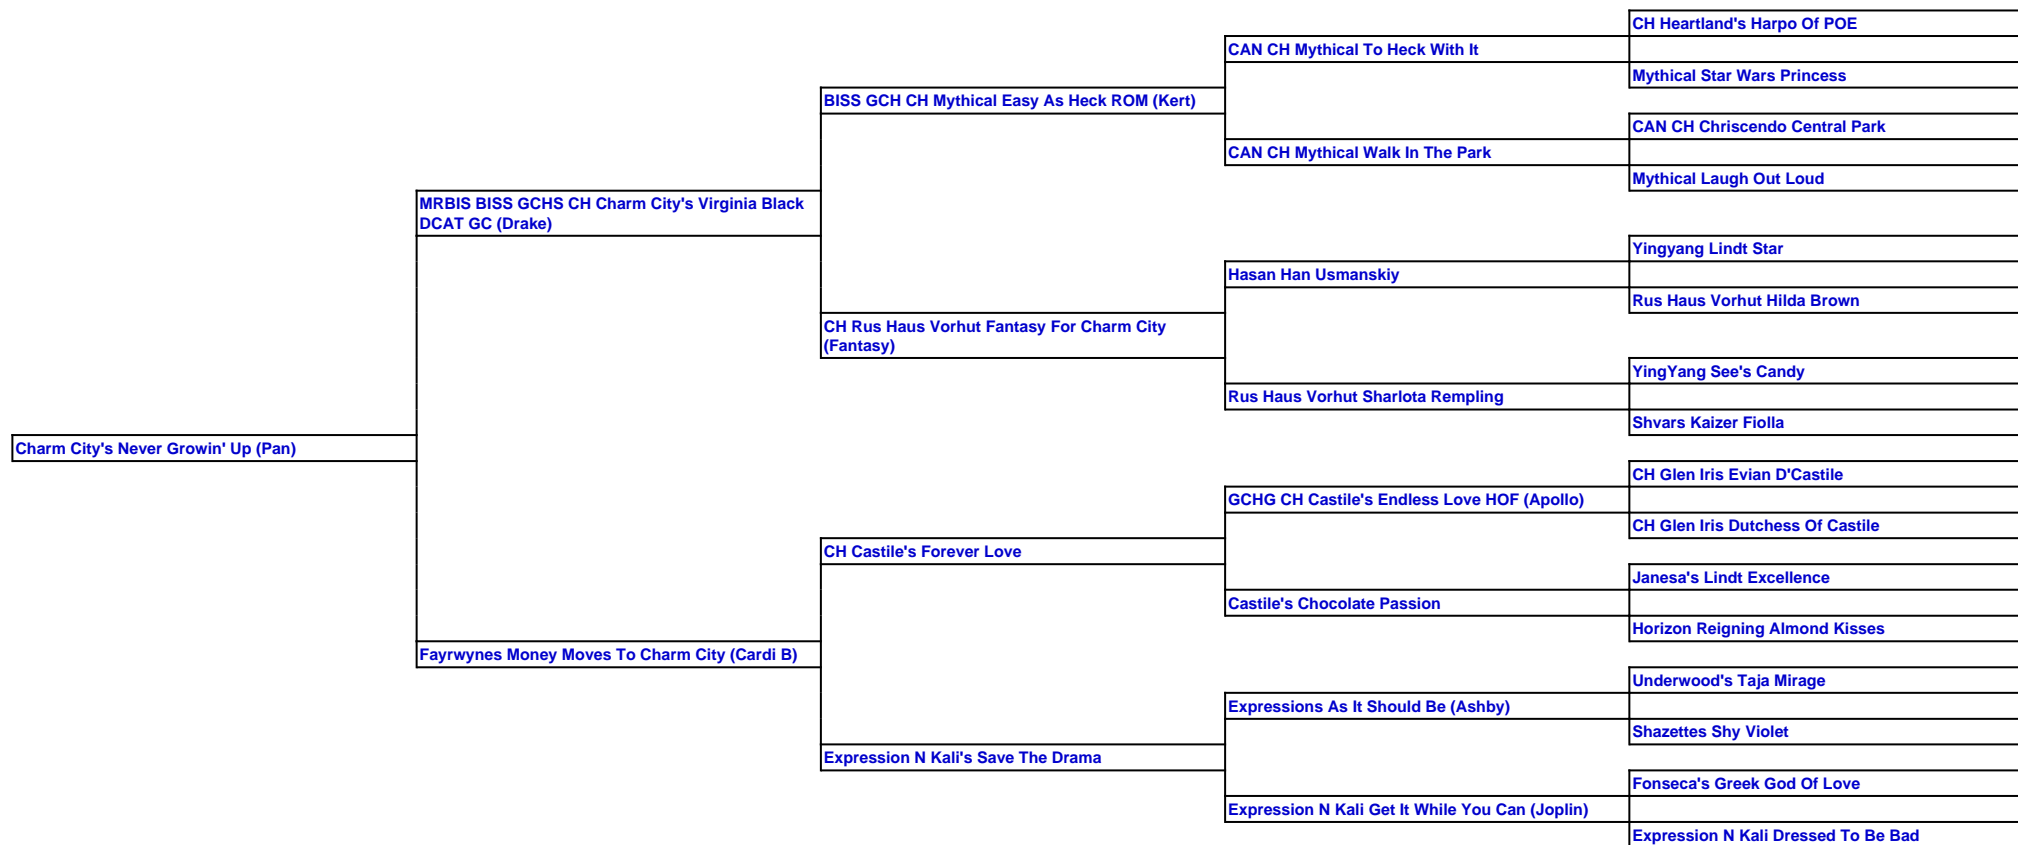 CH Heartland's Harpo Of POE
CAN CH Mythical To Heck With It
Mythical Star Wars Princess
BISS GCH CH Mythical Easy As Heck ROM (Kert)
CAN CH Chriscendo Central Park
CAN CH Mythical Walk In The Park
Mythical Laugh Out Loud
MRBIS BISS GCHS CH Charm City's Virginia Black
DCAT GC (Drake)
Yingyang Lindt Star
Hasan Han Usmanskiy
Rus Haus Vorhut Hilda Brown
CH Rus Haus Vorhut Fantasy For Charm City
(Fantasy)
YingYang See's Candy
Rus Haus Vorhut Sharlota Rempling
Shvars Kaizer Fiolla
Charm City's Never Growin' Up (Pan)
CH Glen Iris Evian D'Castile
GCHG CH Castile's Endless Love HOF (Apollo)
CH Glen Iris Dutchess Of Castile
CH Castile's Forever Love
Janesa's Lindt Excellence
Castile's Chocolate Passion
Horizon Reigning Almond Kisses
Fayrwynes Money Moves To Charm City (Cardi B)
Underwood's Taja Mirage
Expressions As It Should Be (Ashby)
Shazettes Shy Violet
Expression N Kali's Save The Drama
Fonseca's Greek God Of Love
Expression N Kali Get It While You Can (Joplin)
Expression N Kali Dressed To Be Bad